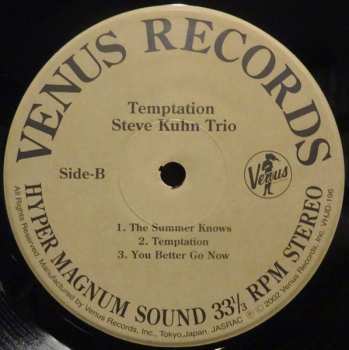 VENUS RECORDS
Temptation
Steve Kuhn Trio
Side-B
Venus
1. The Summer Knows
2. Temptation
3. You Better Go Now
HYPER MAGNUM SOUND 33⅓ RPM STEREO
All Rights Reserved. Manufactured by Venus Records, Inc., Tokyo,Japan. JASRAC ℗ © 2002 Venus Records, Inc. VHJD-196